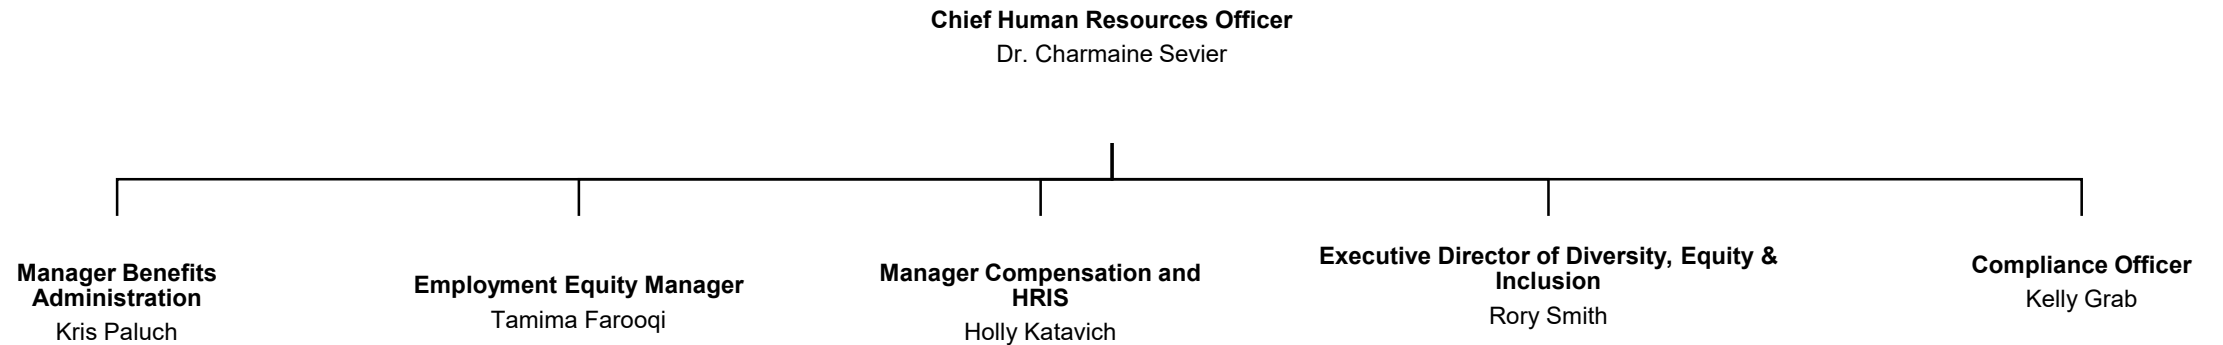 Chief Human Resources Officer
Dr. Charmaine Sevier
Manager Benefits
Administration
Kris Paluch
Employment Equity Manager
Tamima Farooqi
Manager Compensation and
HRIS
Holly Katavich
Executive Director of Diversity, Equity &
Inclusion
Rory Smith
Compliance Officer
Kelly Grab